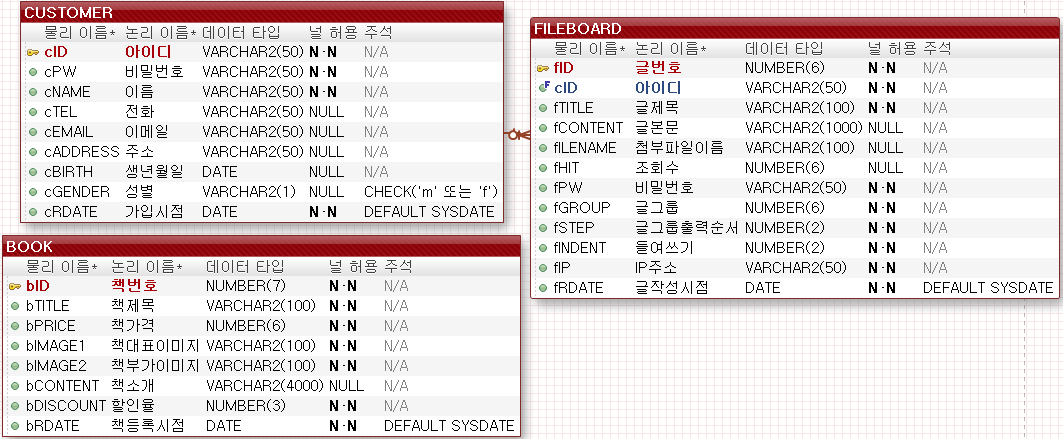 CUSTOMER
물리 이름* 논리 이름* 데이터 타입 널 허용 주석
cID 아이디 VARCHAR2(50) N·N N/A
cPW 비밀번호 VARCHAR2(50) N·N N/A
cNAME 이름 VARCHAR2(50) N·N N/A
cTEL 전화 VARCHAR2(50) NULL N/A
cEMAIL 이메일 VARCHAR2(50) NULL N/A
cADDRESS 주소 VARCHAR2(50) NULL N/A
cBIRTH 생년월일 DATE NULL N/A
cGENDER 성별 VARCHAR2(1) NULL CHECK('m' 또는 'f')
cRDATE 가입시점 DATE N·N DEFAULT SYSDATE
FILEBOARD
물리 이름* 논리 이름* 데이터 타입 널 허용 주석
fID 글번호 NUMBER(6) N·N N/A
F cID 아이디 VARCHAR2(50) N·N N/A
fTITLE 글제목 VARCHAR2(100) N·N N/A
fCONTENT 글본문 VARCHAR2(1000) NULL N/A
fILENAME 첨부파일이름 VARCHAR2(100) NULL N/A
fHIT 조회수 NUMBER(6) NULL N/A
fPW 비밀번호 VARCHAR2(50) N·N N/A
fGROUP 글그룹 NUMBER(6) N·N N/A
fSTEP 글그룹출력순서 NUMBER(2) N·N N/A
fINDENT 들여쓰기 NUMBER(2) N·N N/A
fIP IP주소 VARCHAR2(50) N·N N/A
fRDATE 글작성시점 DATE N·N DEFAULT SYSDATE
BOOK
물리 이름* 논리 이름* 데이터 타입 널 허용 주석
bID 책번호 NUMBER(7) N·N N/A
bTITLE 책제목 VARCHAR2(100) N·N N/A
bPRICE 책가격 NUMBER(6) N·N N/A
bIMAGE1 책대표이미지 VARCHAR2(100) N·N N/A
bIMAGE2 책부가이미지 VARCHAR2(100) N·N N/A
bCONTENT 책소개 VARCHAR2(4000) NULL N/A
bDISCOUNT 할인율 NUMBER(3) N·N N/A
bRDATE 책등록시점 DATE N·N DEFAULT SYSDATE